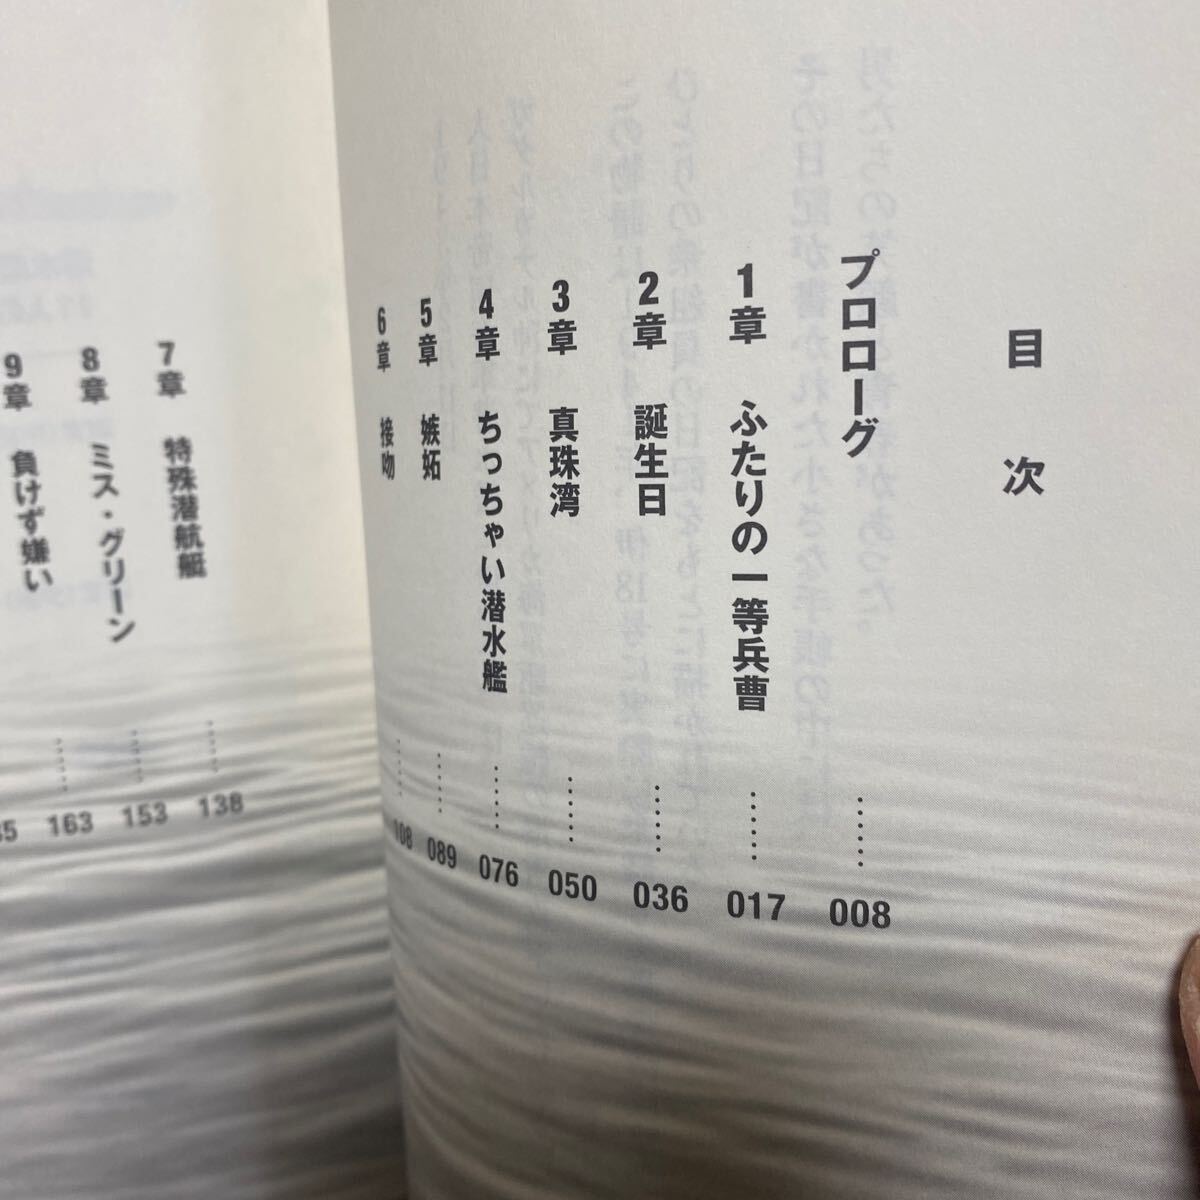 目次
プロローグ …… 008
1章 ふたりの一等兵曹 …… 017
2章 誕生日 …… 036
3章 真珠湾 …… 050
4章 ちっちゃい潜水艦 …… 076
5章 嫉妬 …… 089
6章 接吻 …… 108
7章 特殊潜航艇 …… 138
8章 ミス・グリーン …… 153
9章 負けず嫌い …… 163